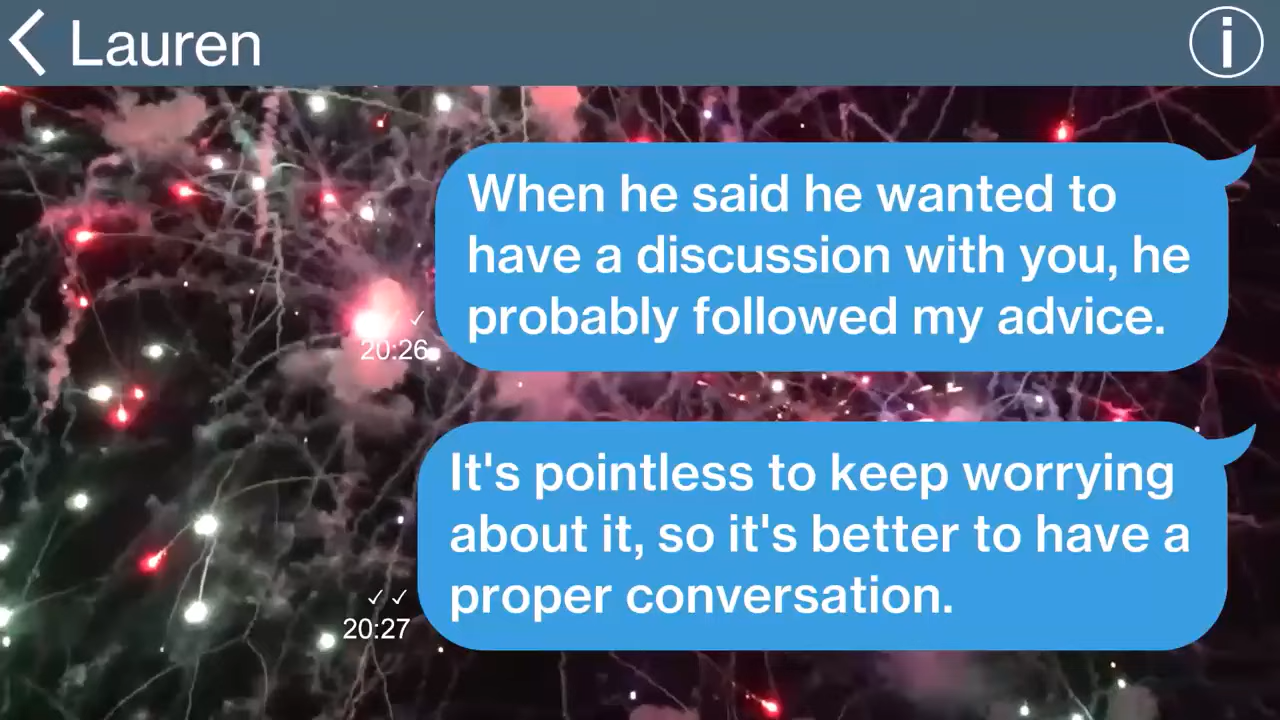 Lauren
When he said he wanted to
have a discussion with you, he
probably followed my advice.
✓✓
20:26
It's pointless to keep worrying
about it, so it's better to have a
proper conversation.
✓✓
20:27